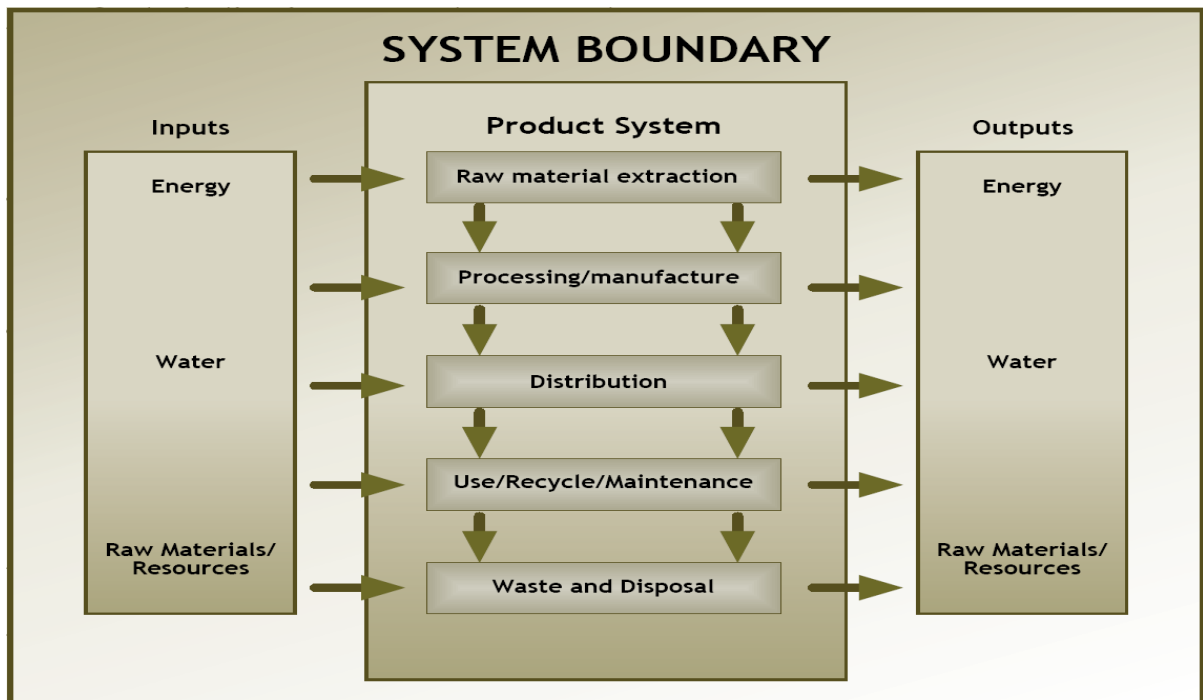 SYSTEM BOUNDARY
Inputs
Energy
Water
Raw Materials/
Resources
Product System
Raw material extraction
Processing/manufacture
Distribution
Use/Recycle/Maintenance
Waste and Disposal
Outputs
Energy
Water
Raw Materials/
Resources